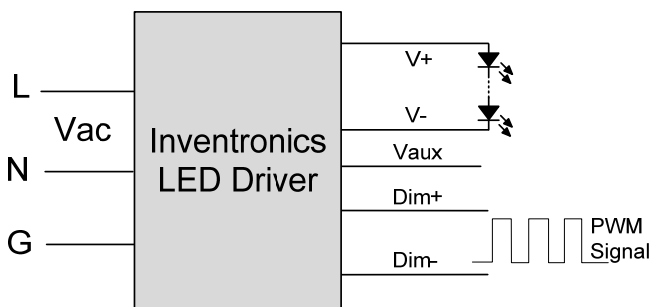 L
Vac
N
G
Inventronics
LED Driver
V+
V-
Vaux
Dim+
Dim-
PWM
Signal